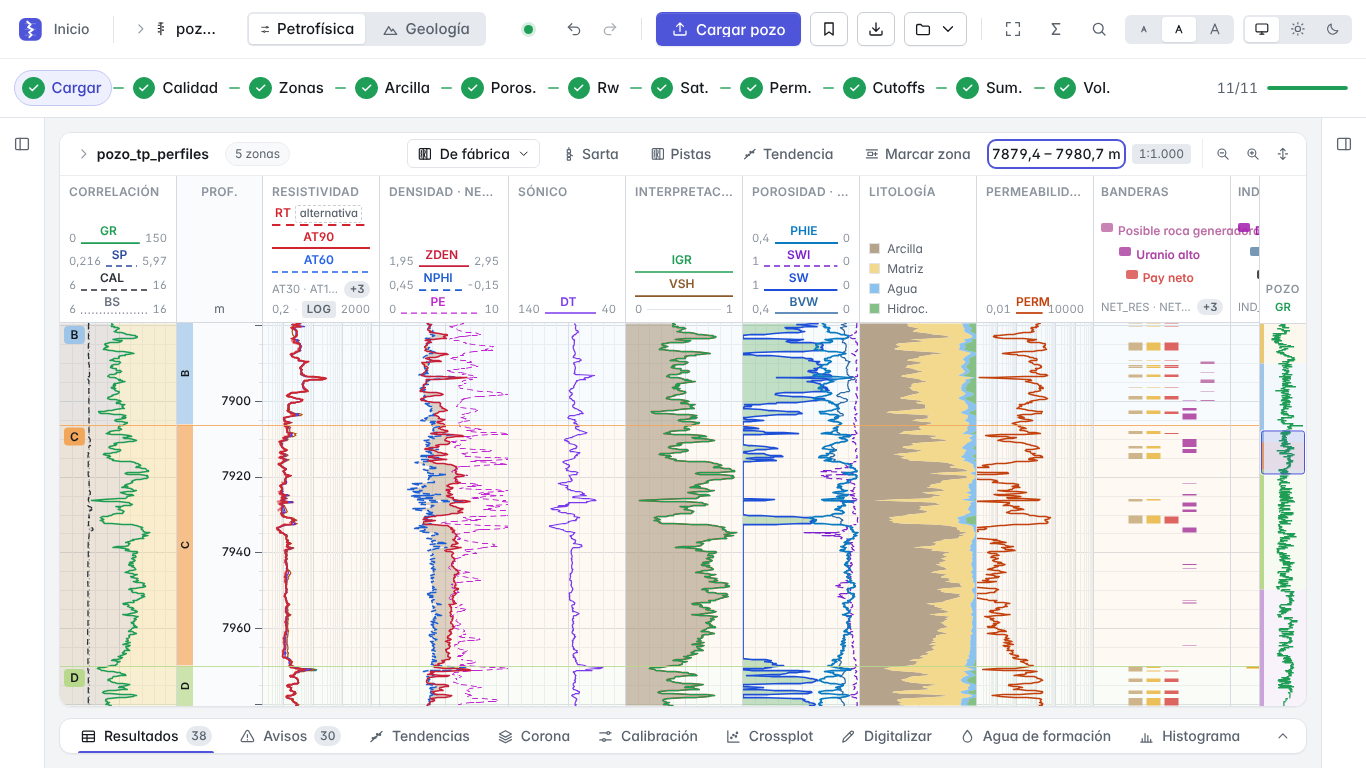 Inicio
poz...
Petrofísica
Geología
Cargar pozo
Σ
A
A
A
Cargar
Calidad
Zonas
Arcilla
Poros.
Rw
Sat.
Perm.
Cutoffs
Sum.
Vol.
11/11
pozo_tp_perfiles
5 zonas
De fábrica
Sarta
Pistas
Tendencia
Marcar zona
7879,4 – 7980,7 m
1:1.000
CORRELACIÓN
0 GR 150
0,216 SP 5,97
6 CAL 16
6 BS 16
PROF.
m
RESISTIVIDAD
RT alternativa
AT90
AT60
AT30 · AT1... +3
0,2 · LOG 2000
DENSIDAD · NE...
1,95 ZDEN 2,95
0,45 NPHI -0,15
0 PE 10
SÓNICO
140 DT 40
INTERPRETAC...
IGR
VSH
0 1
POROSIDAD · ...
0,4 PHIE 0
1 SWI 0
1 SW 0
0,4 BVW 0
LITOLOGÍA
Arcilla
Matriz
Agua
Hidroc.
PERMEABILID...
0,01 PERM 10000
BANDERAS
Posible roca generadora
Uranio alto
Pay neto
NET_RES · NET... +3
IND
IND_
POZO
GR
B
B
7900
C
7920
7940
C
7960
D
D
Resultados 38
Avisos 30
Tendencias
Corona
Calibración
Crossplot
Digitalizar
Agua de formación
Histograma